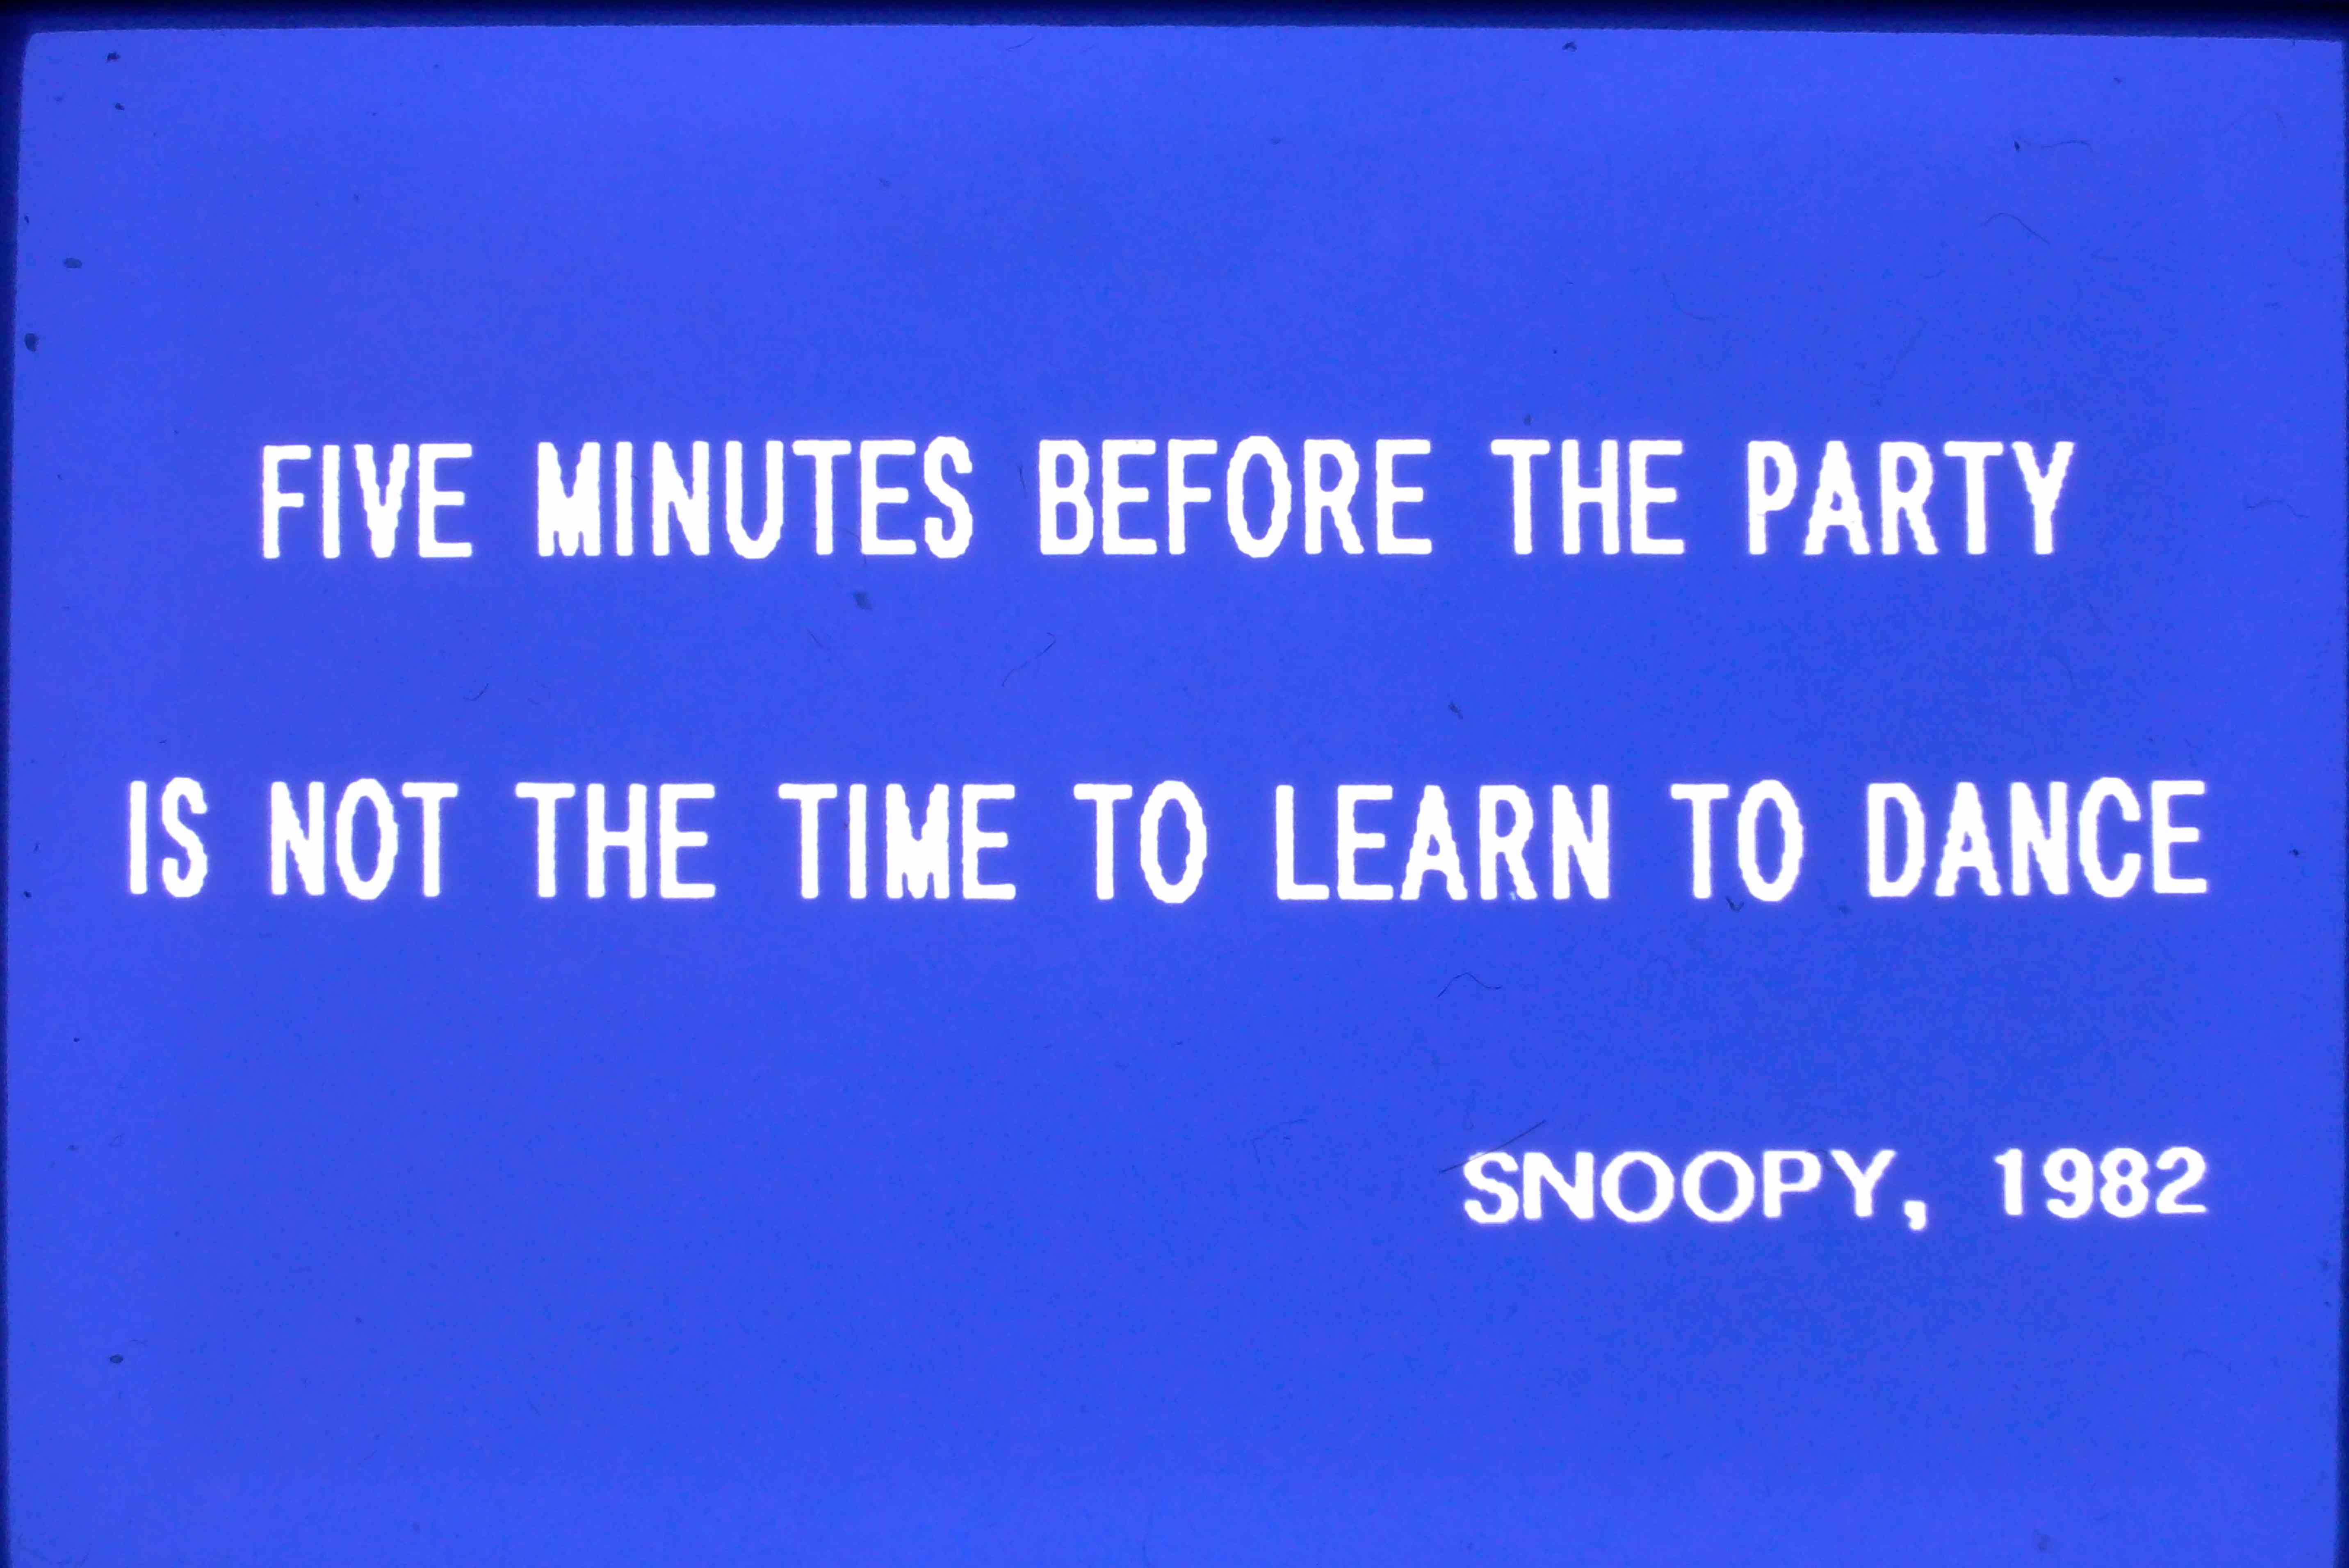 FIVE MINUTES BEFORE THE PARTY
IS NOT THE TIME TO LEARN TO DANCE
SNOOPY, 1982